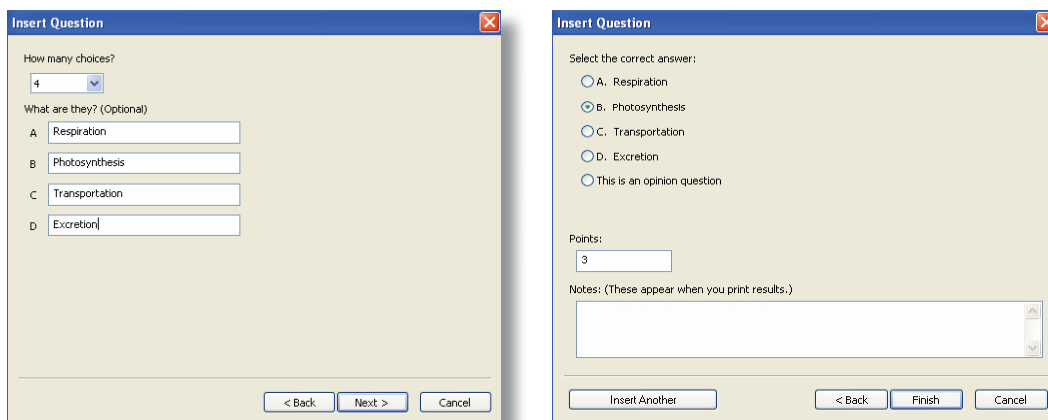 Insert Question
How many choices?
4
What are they? (Optional)
A Respiration
B Photosynthesis
C Transportation
D Excretion
< Back Next > Cancel
Insert Question
Select the correct answer:
A. Respiration
B. Photosynthesis
C. Transportation
D. Excretion
This is an opinion question
Points:
3
Notes: (These appear when you print results.)
Insert Another < Back Finish Cancel